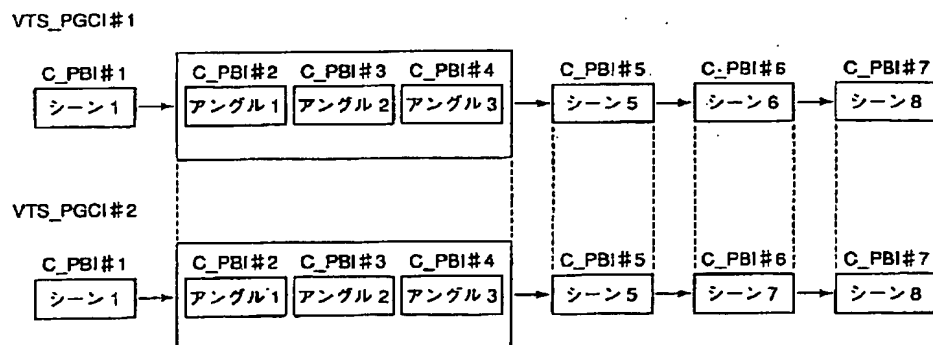 VTS_PGCI#1
C_PBI#1 C_PBI#2 C_PBI#3 C_PBI#4 C_PBI#5 C_PBI#6 C_PBI#7
シーン1 アングル1 アングル2 アングル3 シーン5 シーン6 シーン8
VTS_PGCI#2
C_PBI#1 C_PBI#2 C_PBI#3 C_PBI#4 C_PBI#5 C_PBI#6 C_PBI#7
シーン1 アングル1 アングル2 アングル3 シーン5 シーン7 シーン8